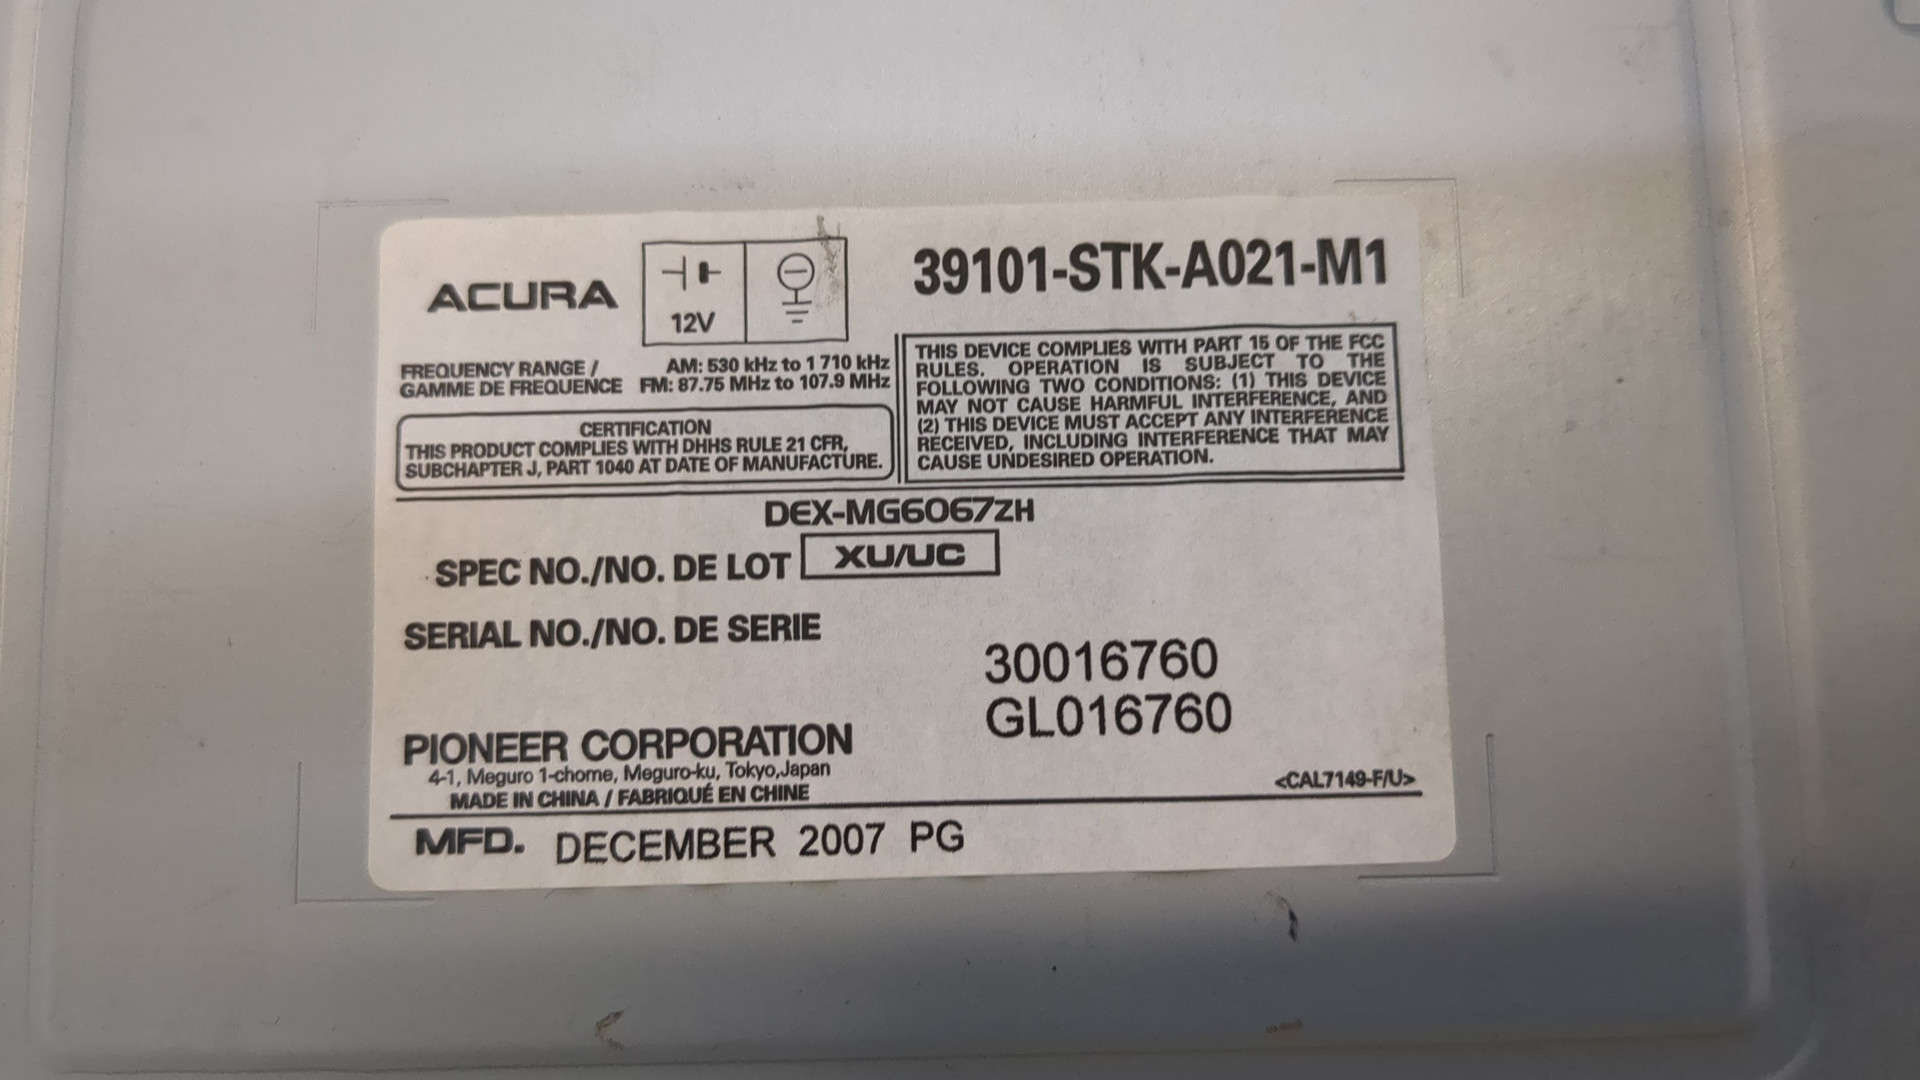 ACURA
12V
39101-STK-A021-M1
FREQUENCY RANGE / AM: 530 kHz to 1 710 kHz
GAMME DE FREQUENCE FM: 87.75 MHz to 107.9 MHz
CERTIFICATION
THIS PRODUCT COMPLIES WITH DHHS RULE 21 CFR,
SUBCHAPTER J, PART 1040 AT DATE OF MANUFACTURE.
THIS DEVICE COMPLIES WITH PART 15 OF THE FCC
RULES. OPERATION IS SUBJECT TO THE
FOLLOWING TWO CONDITIONS: (1) THIS DEVICE
MAY NOT CAUSE HARMFUL INTERFERENCE, AND
(2) THIS DEVICE MUST ACCEPT ANY INTERFERENCE
RECEIVED, INCLUDING INTERFERENCE THAT MAY
CAUSE UNDESIRED OPERATION.
DEX-MG6067ZH
SPEC NO./NO. DE LOT XU/UC
SERIAL NO./NO. DE SERIE
30016760
GL016760
PIONEER CORPORATION
4-1, Meguro 1-chome, Meguro-ku, Tokyo,Japan
MADE IN CHINA / FABRIQUÉ EN CHINE
<CAL7149-F/U>
MFD. DECEMBER 2007 PG